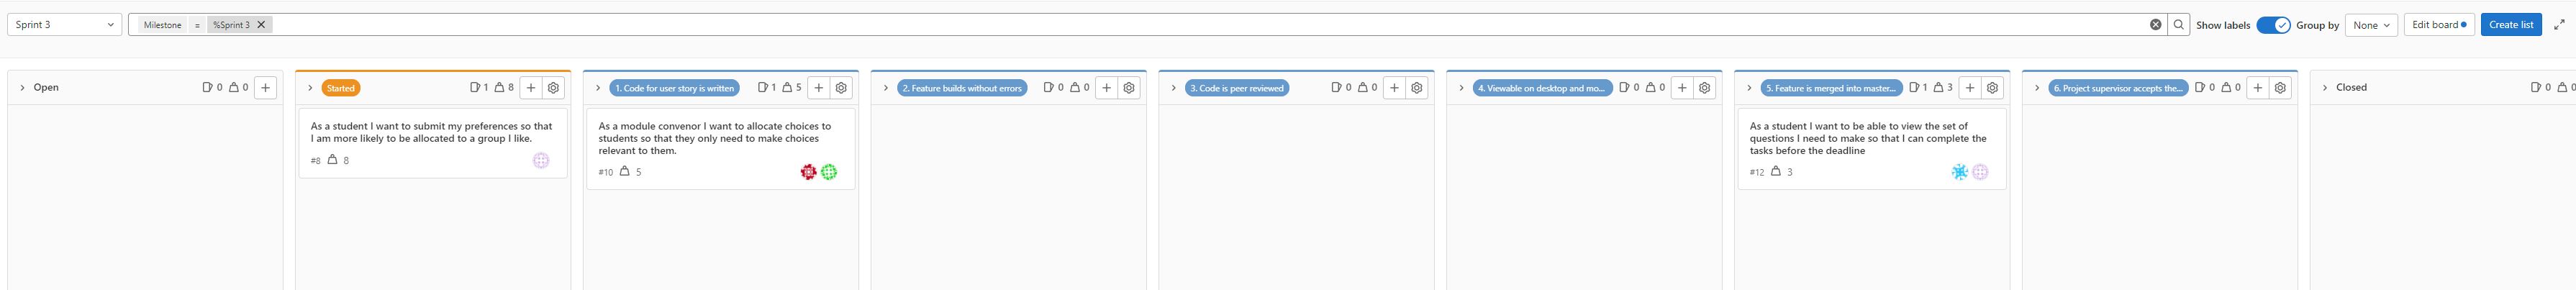 Sprint 3
Milestone = %Sprint 3
Show labels
Group by
None
Edit board
Create list
Open 0 0
Started 1 8
As a student I want to submit my preferences so that
I am more likely to be allocated to a group I like.
#8 8
1. Code for user story is written 1 5
As a module convenor I want to allocate choices to
students so that they only need to make choices
relevant to them.
#10 5
2. Feature builds without errors 0 0
3. Code is peer reviewed 0 0
4. Viewable on desktop and mo... 0 0
5. Feature is merged into master... 1 3
As a student I want to be able to view the set of
questions I need to make so that I can complete the
tasks before the deadline
#12 3
6. Project supervisor accepts the... 0 0
Closed 0 0